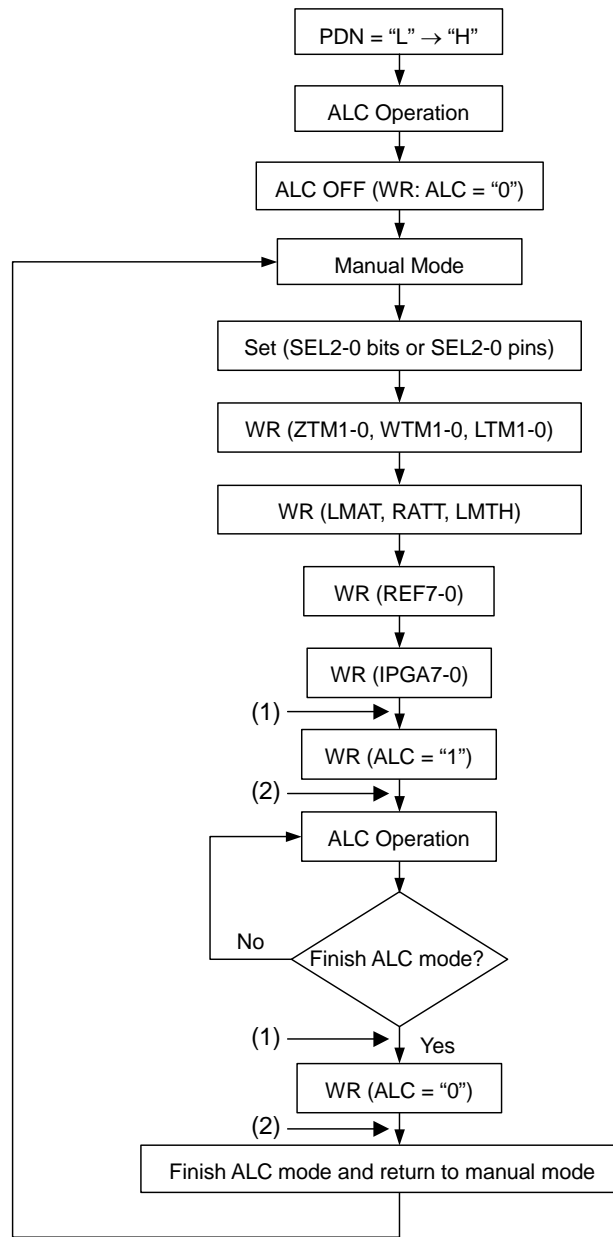 PDN = “L” → “H”
ALC Operation
ALC OFF (WR: ALC = “0”)
Manual Mode
Set (SEL2-0 bits or SEL2-0 pins)
WR (ZTM1-0, WTM1-0, LTM1-0)
WR (LMAT, RATT, LMTH)
WR (REF7-0)
WR (IPGA7-0)
(1)
WR (ALC = “1”)
(2)
ALC Operation
No
Finish ALC mode?
(1)
Yes
WR (ALC = “0”)
(2)
Finish ALC mode and return to manual mode